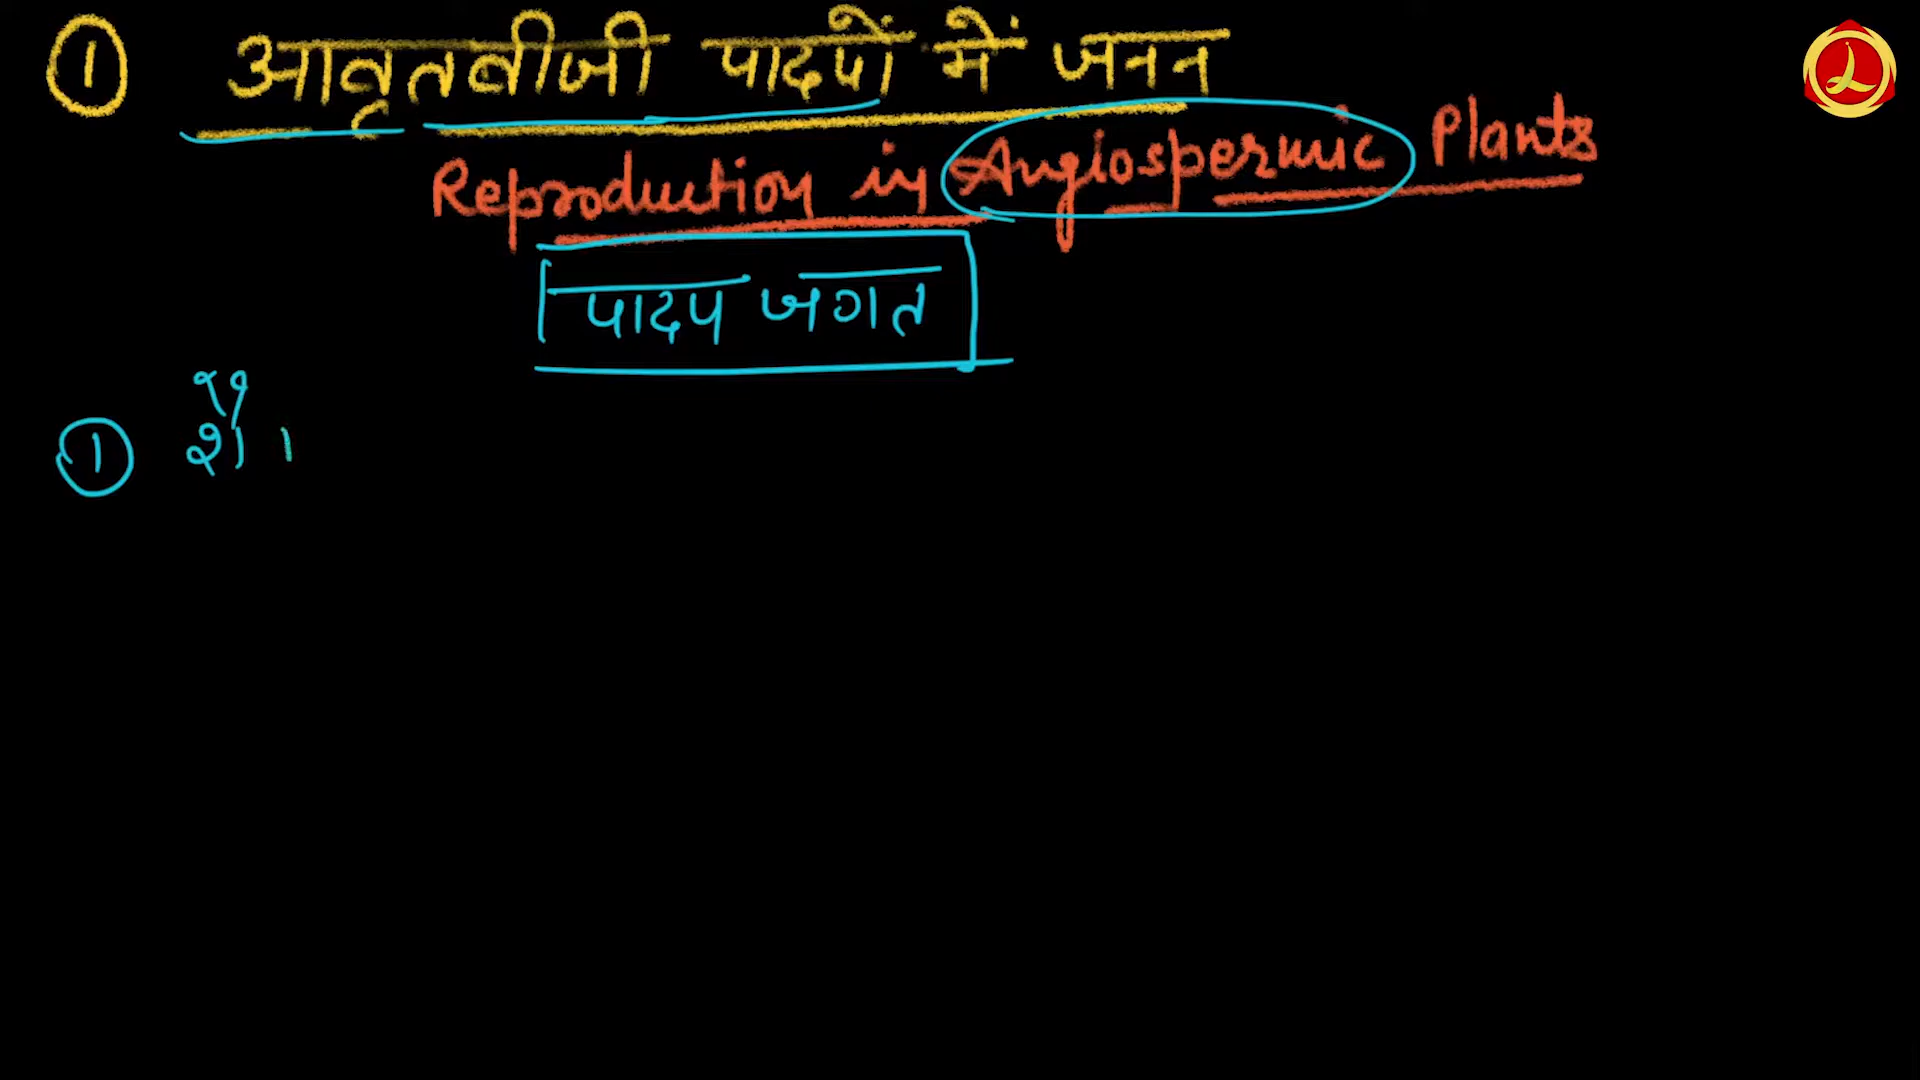 ① आवृतबीजी पादपों में जनन
Reproduction in Angiospermic Plants
पादप जगत
①